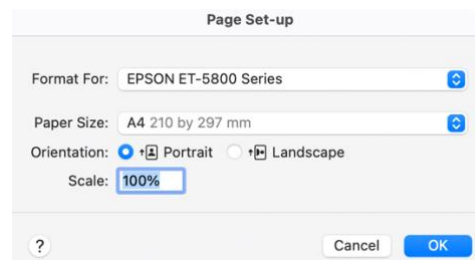 Page Set-up
Format For: EPSON ET-5800 Series
Paper Size: A4 210 by 297 mm
Orientation: Portrait Landscape
Scale: 100%
? Cancel OK